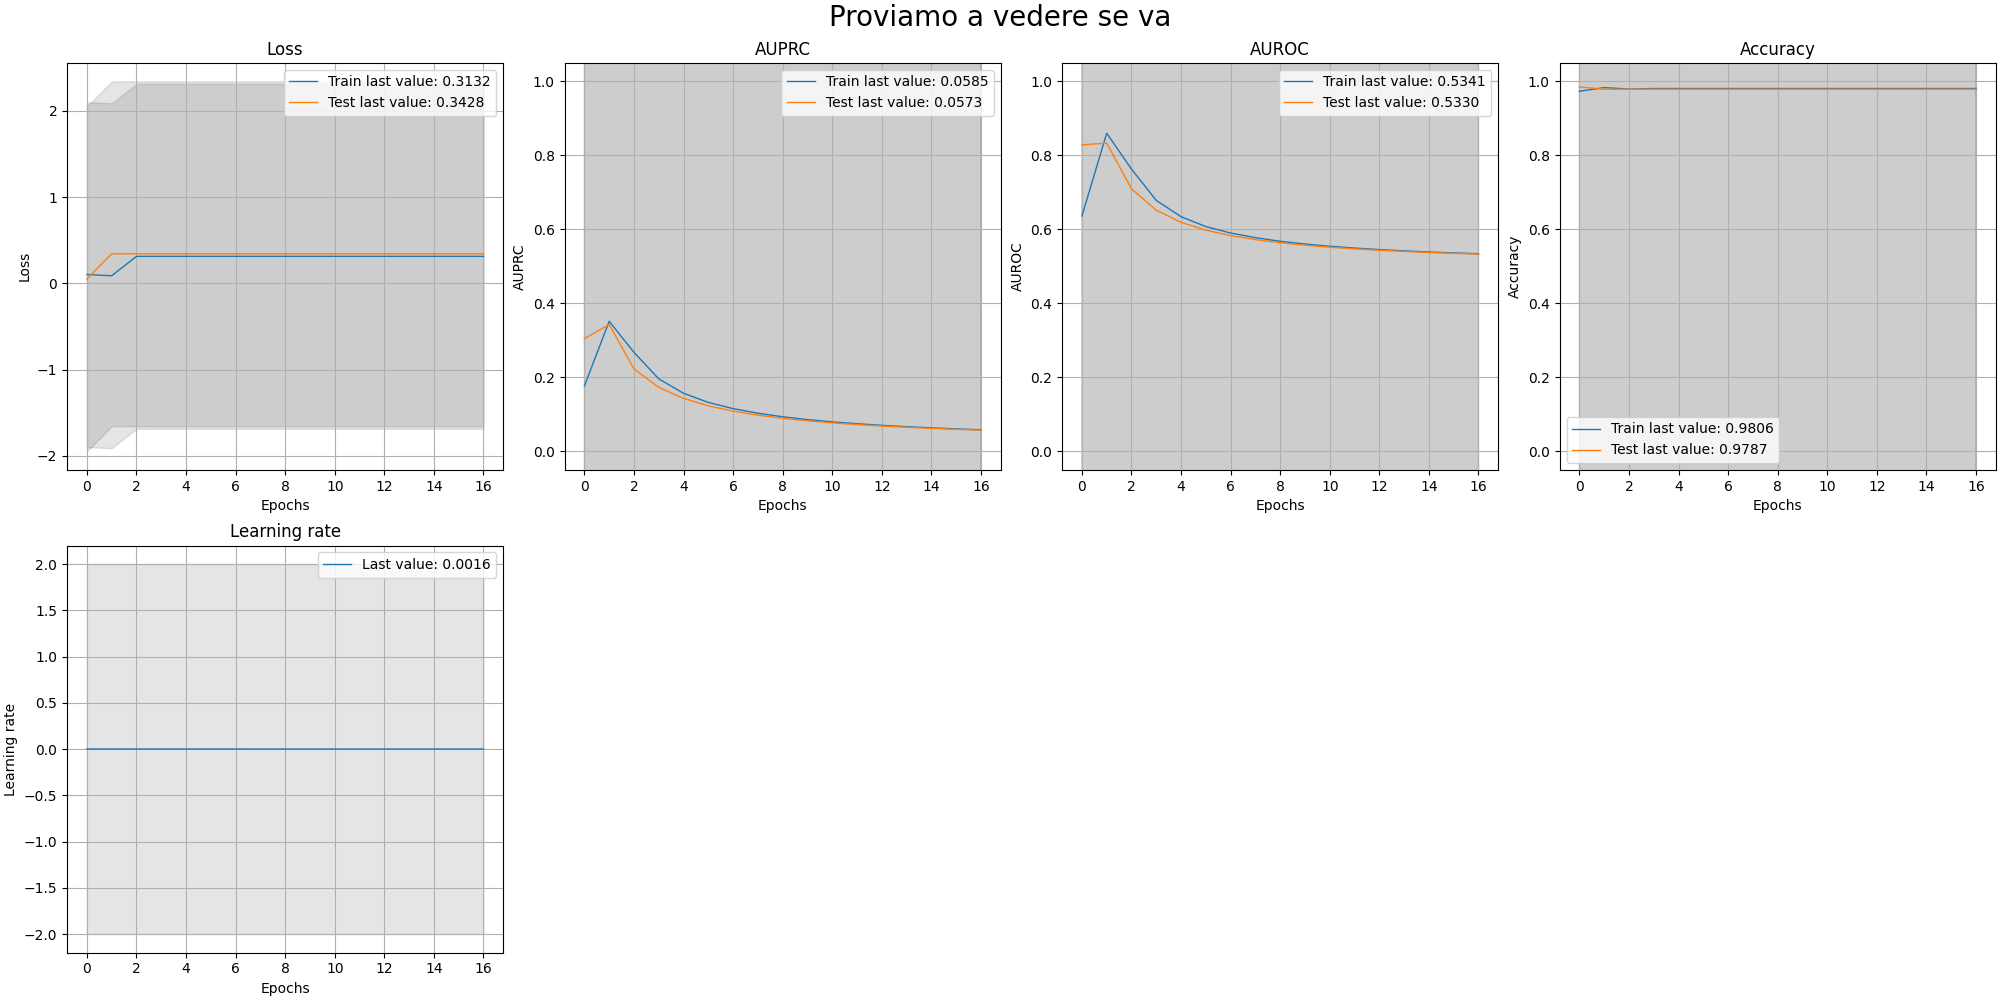 Proviamo a vedere se va
Loss
Train last value: 0.3132
Test last value: 0.3428
2
1
0
−1
−2
Loss
0 2 4 6 8 10 12 14 16
Epochs
AUPRC
Train last value: 0.0585
Test last value: 0.0573
1.0
0.8
0.6
0.4
0.2
0.0
AUPRC
0 2 4 6 8 10 12 14 16
Epochs
AUROC
Train last value: 0.5341
Test last value: 0.5330
1.0
0.8
0.6
0.4
0.2
0.0
AUROC
0 2 4 6 8 10 12 14 16
Epochs
Accuracy
1.0
0.8
0.6
0.4
0.2
0.0
Accuracy
Train last value: 0.9806
Test last value: 0.9787
0 2 4 6 8 10 12 14 16
Epochs
Learning rate
Last value: 0.0016
2.0
1.5
1.0
0.5
0.0
−0.5
−1.0
−1.5
−2.0
Learning rate
0 2 4 6 8 10 12 14 16
Epochs